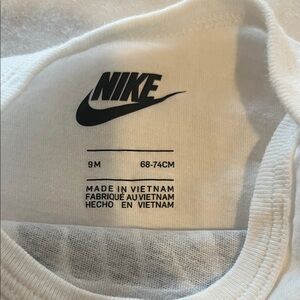 NIKE
9M 68-74CM
MADE IN VIETNAM
FABRIQUÉ AU VIETNAM
HECHO EN VIETNAM